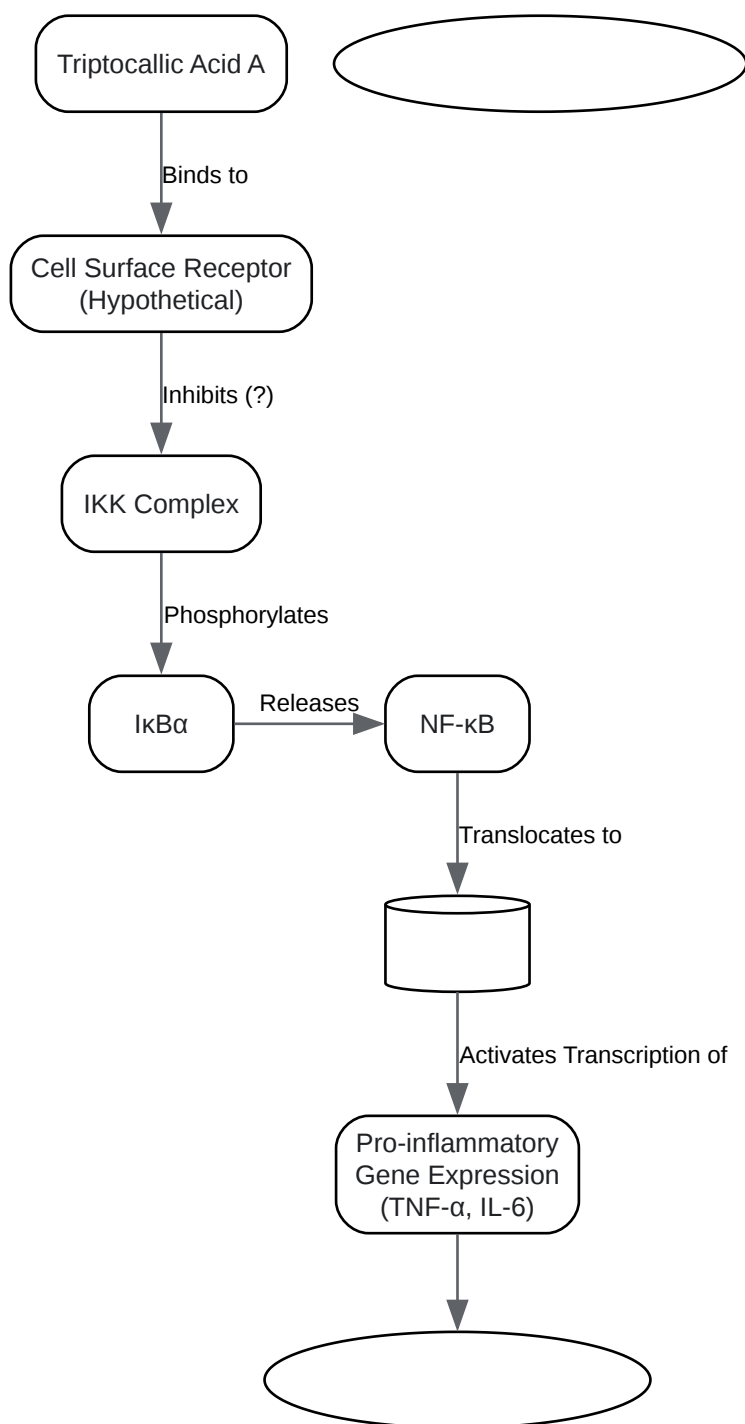 Triptocallic Acid A
Binds to
Cell Surface Receptor
(Hypothetical)
Inhibits (?)
IKK Complex
Phosphorylates
IκBα
Releases
NF-κB
Translocates to
Activates Transcription of
Pro-inflammatory
Gene Expression
(TNF-α, IL-6)